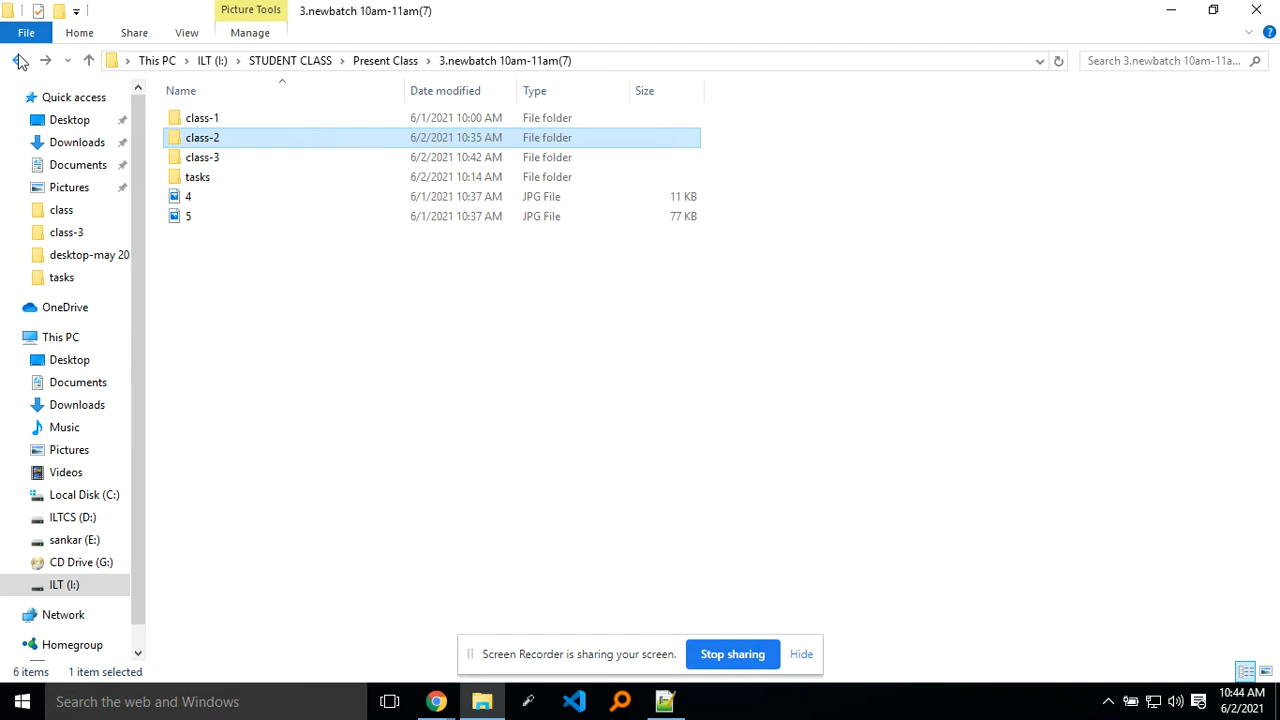 Picture Tools
3.newbatch 10am-11am(7)
File
Home
Share
View
Manage
This PC
ILT (I:)
STUDENT CLASS
Present Class
3.newbatch 10am-11am(7)
Search 3.newbatch 10am-11a...
Name
Date modified
Type
Size
class-1
6/1/2021 10:00 AM
File folder
class-2
6/2/2021 10:35 AM
File folder
class-3
6/2/2021 10:42 AM
File folder
tasks
6/2/2021 10:14 AM
File folder
4
6/1/2021 10:37 AM
JPG File
11 KB
5
6/1/2021 10:37 AM
JPG File
77 KB
Quick access
Desktop
Downloads
Documents
Pictures
class
class-3
desktop-may 20
tasks
OneDrive
This PC
Desktop
Documents
Downloads
Music
Pictures
Videos
Local Disk (C:)
ILTCS (D:)
sankar (E:)
CD Drive (G:)
ILT (I:)
Network
Homegroup
Screen Recorder is sharing your screen.
Stop sharing
Hide
6 items
1 item selected
Search the web and Windows
10:44 AM
6/2/2021